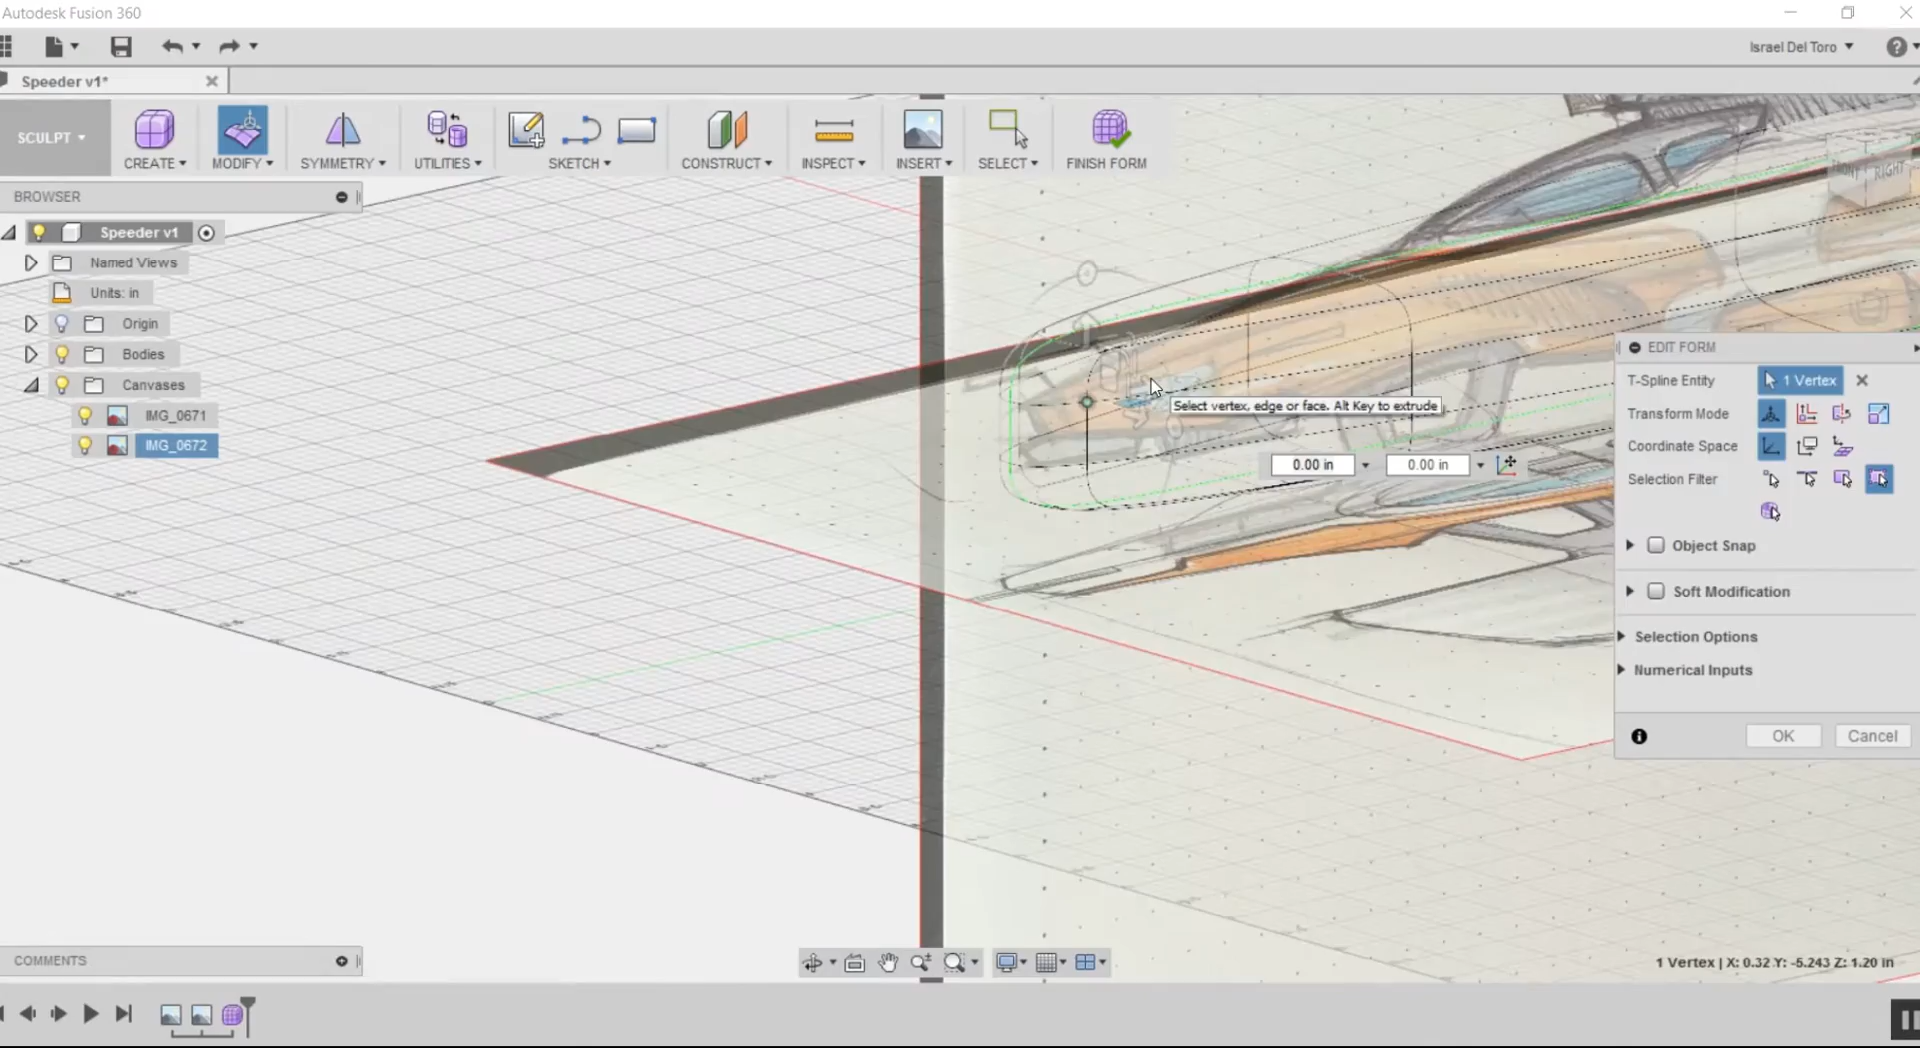 Autodesk Fusion 360
Israel Del Toro
Speeder v1*
SCULPT
CREATE
MODIFY
SYMMETRY
UTILITIES
SKETCH
CONSTRUCT
INSPECT
INSERT
SELECT
FINISH FORM
BROWSER
Speeder v1
Named Views
Units: in
Origin
Bodies
Canvases
IMG_0671
IMG_0672
FRONT
RIGHT
Select vertex, edge or face. Alt Key to extrude
0.00 in
0.00 in
EDIT FORM
T-Spline Entity
1 Vertex
Transform Mode
Coordinate Space
Selection Filter
Object Snap
Soft Modification
Selection Options
Numerical Inputs
OK
Cancel
COMMENTS
1 Vertex | X: 0.32 Y: -5.243 Z: 1.20 in